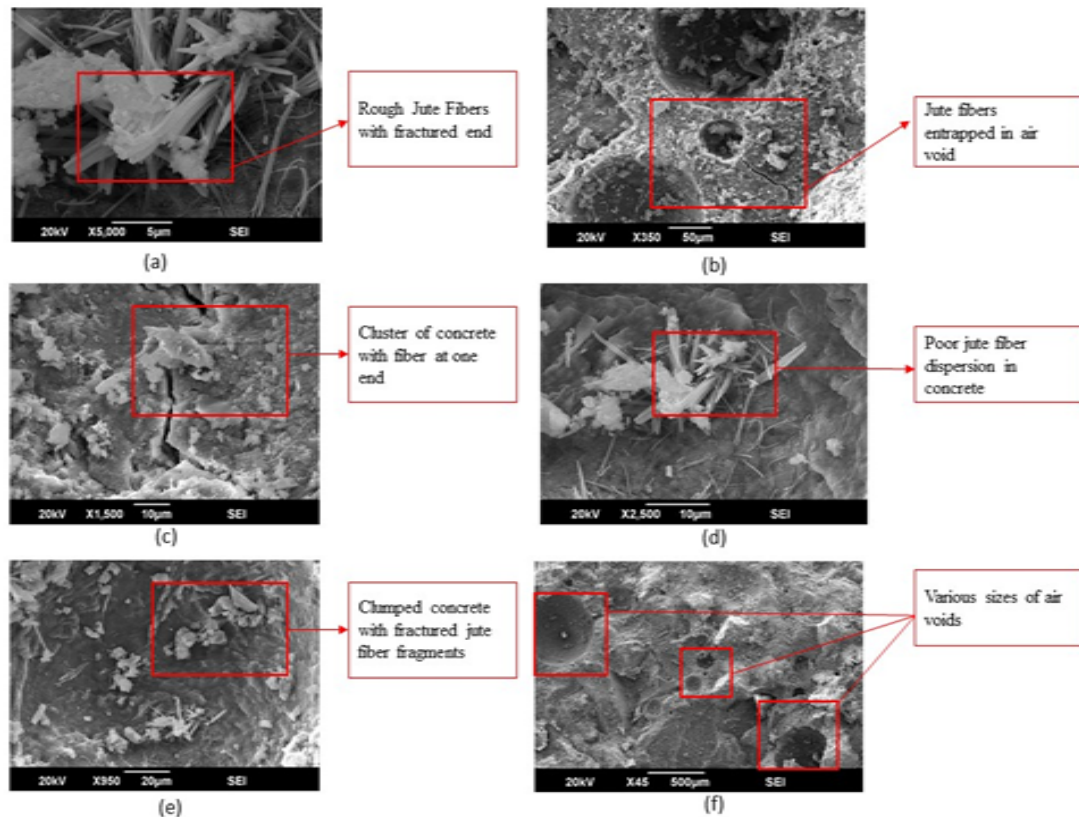 Rough Jute Fibers
with fractured end
20kV X5,000 5µm SEI
(a)
Jute fibers
entrapped in air
void
20kV X350 50µm SEI
(b)
Cluster of concrete
with fiber at one
end
20kV X1,500 10µm SEI
(c)
Poor jute fiber
dispersion in
concrete
20kV X2,500 10µm SEI
(d)
Clumped concrete
with fractured jute
fiber fragments
20kV X950 20µm SEI
(e)
Various sizes of air
voids
20kV X45 500µm SEI
(f)